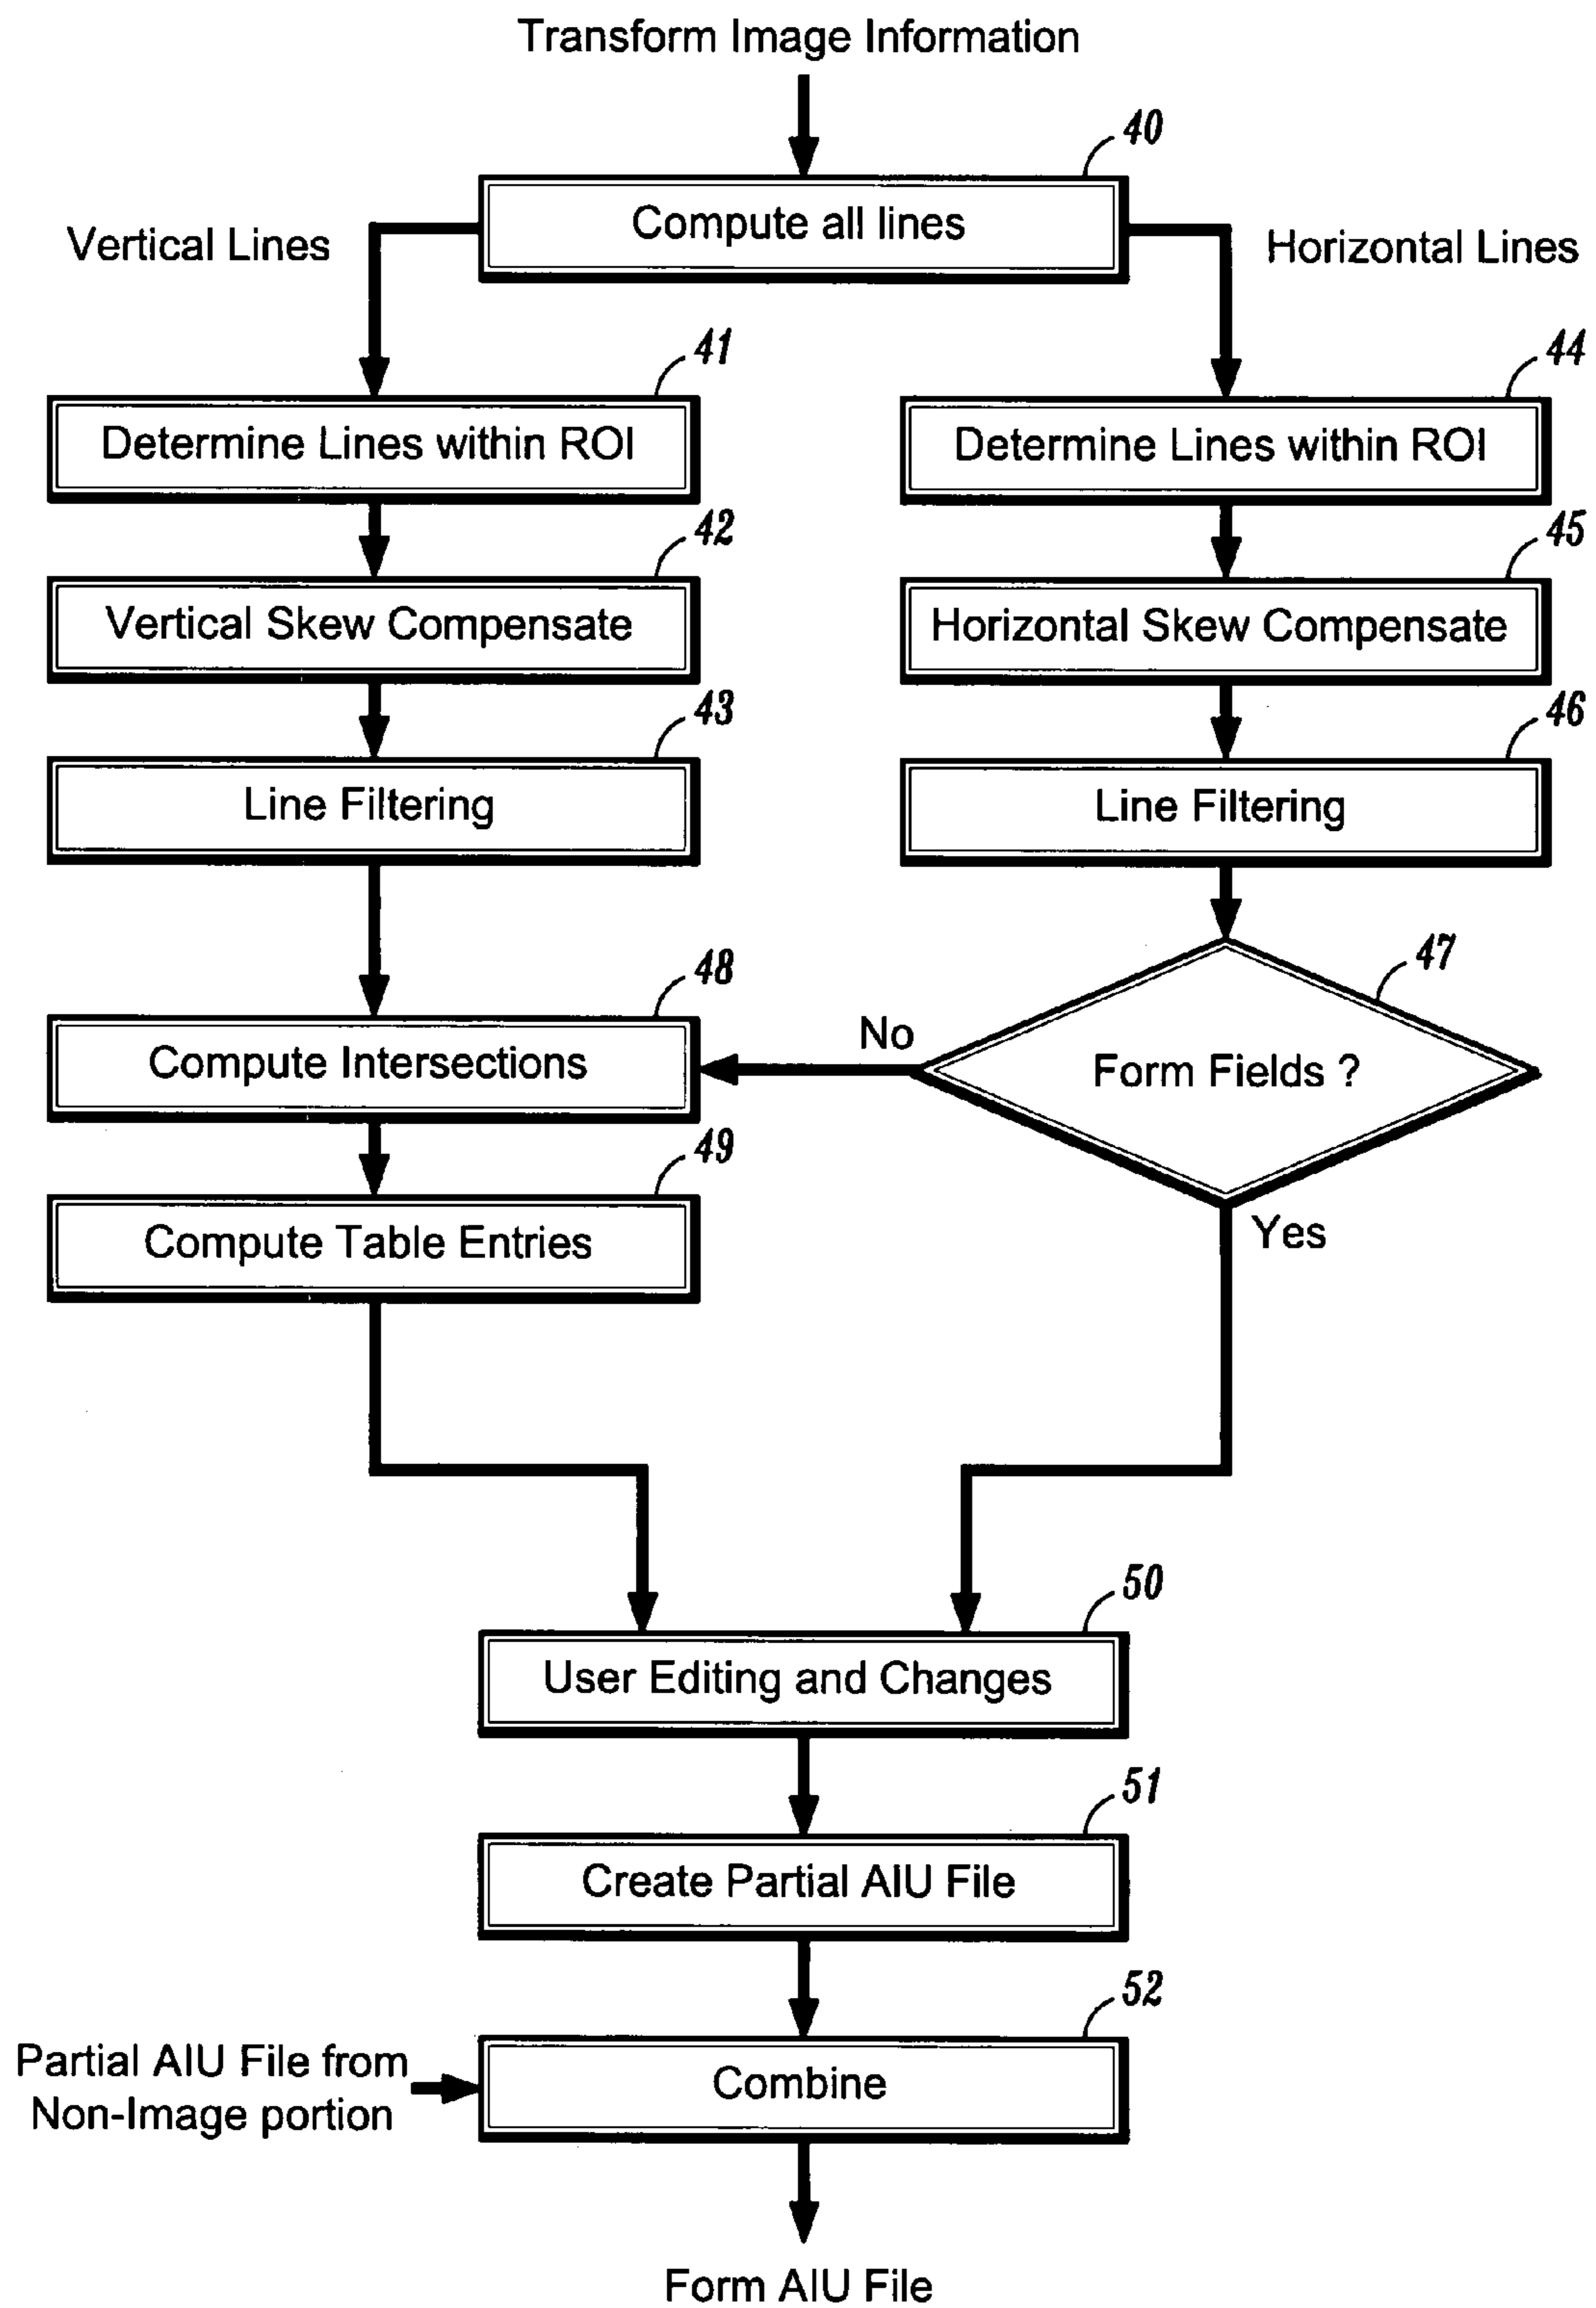 Transform Image Information
40
Compute all lines
Vertical Lines
Horizontal Lines
41
Determine Lines within ROI
44
Determine Lines within ROI
42
Vertical Skew Compensate
45
Horizontal Skew Compensate
43
Line Filtering
46
Line Filtering
47
Form Fields ?
No
Yes
48
Compute Intersections
49
Compute Table Entries
50
User Editing and Changes
51
Create Partial AIU File
52
Combine
Partial AIU File from
Non-Image portion
Form AIU File